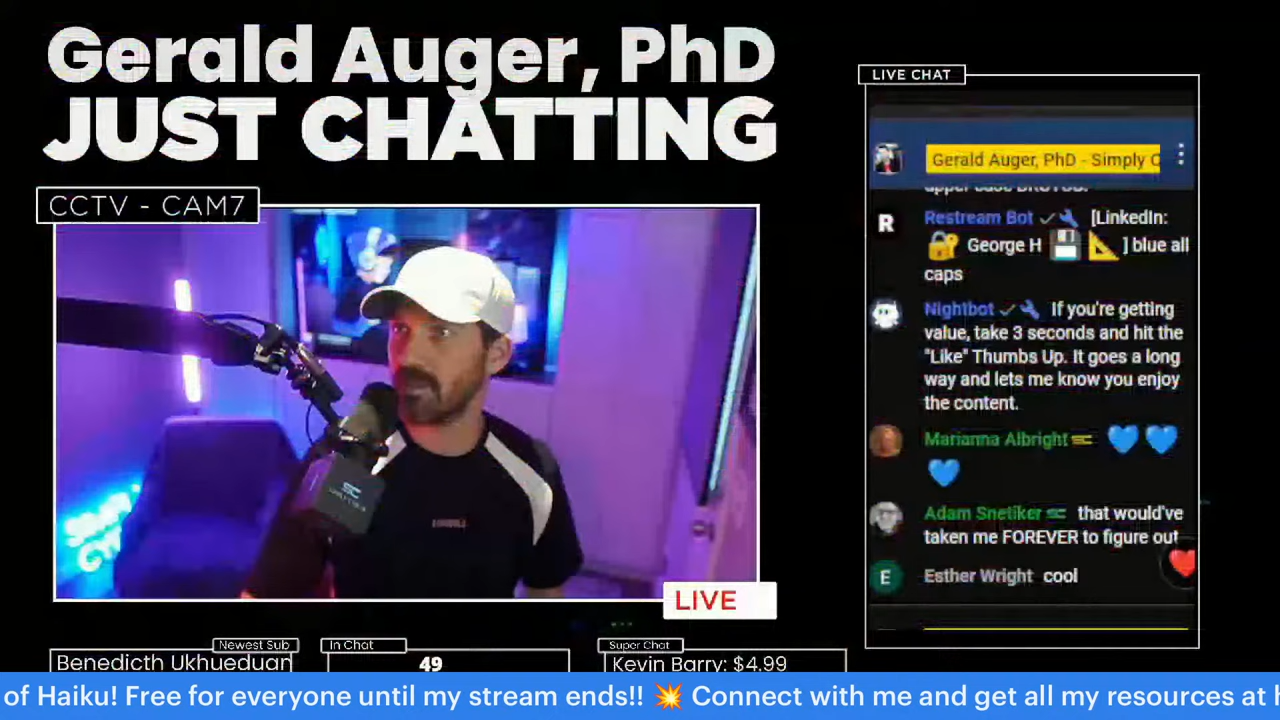 Gerald Auger, PhD
JUST CHATTING
CCTV - CAM7
LIVE
LIVE CHAT
Gerald Auger, PhD - Simply C
upper case BRUTUS.
R
Restream Bot [LinkedIn:
George H ] blue all
caps
Nightbot If you're getting
value, take 3 seconds and hit the
"Like" Thumbs Up. It goes a long
way and lets me know you enjoy
the content.
Marianna Albright
Adam Snetiker that would've
taken me FOREVER to figure out
E
Esther Wright cool
Newest Sub
Benedicth Ukhueduan
In Chat
49
Super Chat
Kevin Barry: $4.99
of Haiku! Free for everyone until my stream ends!! 💥 Connect with me and get all my resources at h